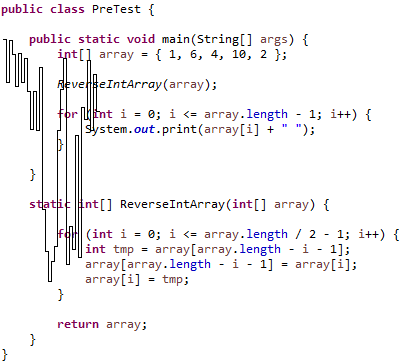 public class PreTest {
public static void main(String[] args) {
int[] array = { 1, 6, 4, 10, 2 };
ReverseIntArray(array);
for (int i = 0; i <= array.length - 1; i++) {
System.out.print(array[i] + " ");
}
}
static int[] ReverseIntArray(int[] array) {
for (int i = 0; i <= array.length / 2 - 1; i++) {
int tmp = array[array.length - i - 1];
array[array.length - i - 1] = array[i];
array[i] = tmp;
}
return array;
}
}